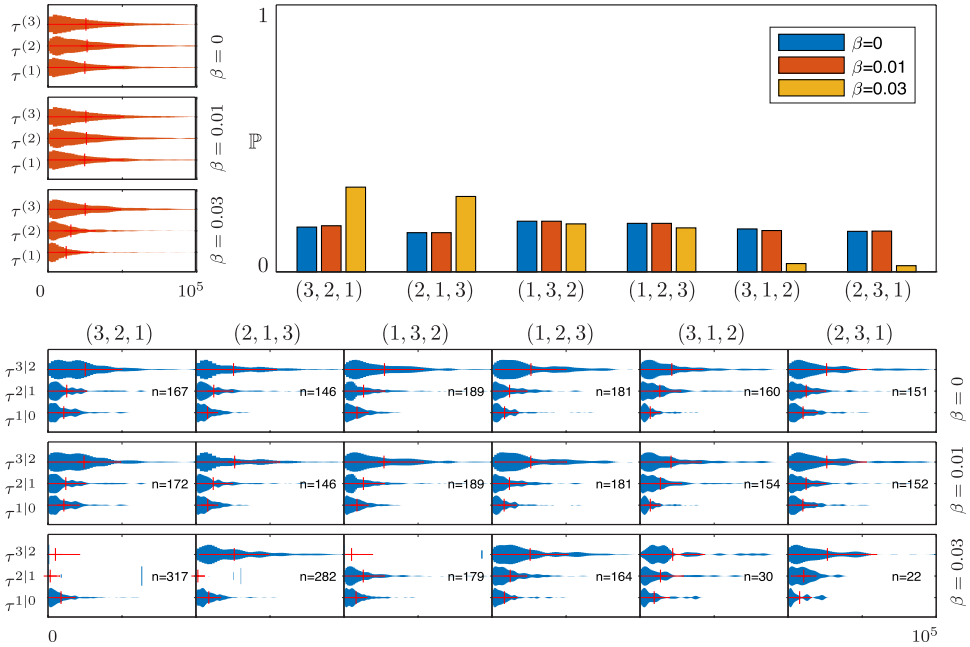 τ(3)
τ(2)
τ(1)
β = 0
τ(3)
τ(2)
τ(1)
β = 0.01
τ(3)
τ(2)
τ(1)
β = 0.03
0 10^5
1
ℙ
0
β=0
β=0.01
β=0.03
(3, 2, 1) (2, 1, 3) (1, 3, 2) (1, 2, 3) (3, 1, 2) (2, 3, 1)
(3, 2, 1) (2, 1, 3) (1, 3, 2) (1, 2, 3) (3, 1, 2) (2, 3, 1)
τ3|2
τ2|1 n=167 n=146 n=189 n=181 n=160 n=151
τ1|0
β = 0
τ3|2
τ2|1 n=172 n=146 n=189 n=181 n=154 n=152
τ1|0
β = 0.01
τ3|2
τ2|1 n=317 n=282 n=179 n=164 n=30 n=22
τ1|0
β = 0.03
0 10^5